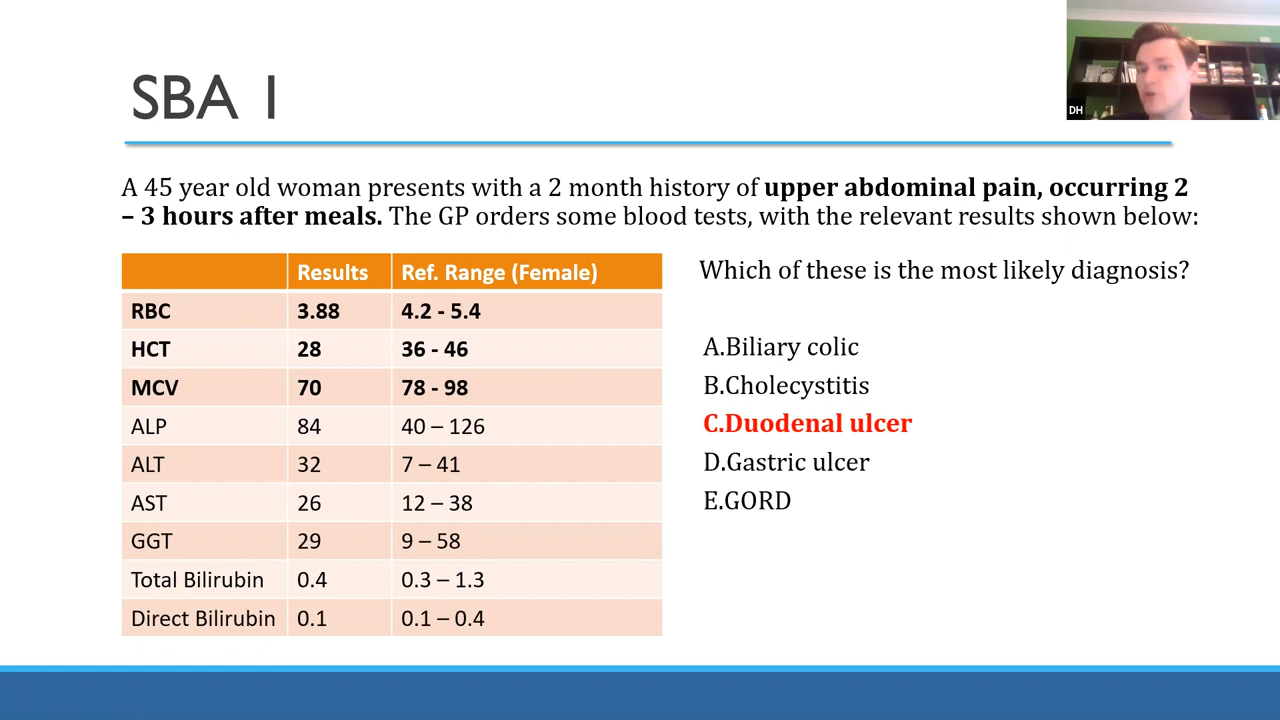 SBA 1
DH
A 45 year old woman presents with a 2 month history of upper abdominal pain, occurring 2
– 3 hours after meals. The GP orders some blood tests, with the relevant results shown below:
Results Ref. Range (Female)
RBC 3.88 4.2 - 5.4
HCT 28 36 - 46
MCV 70 78 - 98
ALP 84 40 – 126
ALT 32 7 – 41
AST 26 12 – 38
GGT 29 9 – 58
Total Bilirubin 0.4 0.3 – 1.3
Direct Bilirubin 0.1 0.1 – 0.4
Which of these is the most likely diagnosis?
A.Biliary colic
B.Cholecystitis
C.Duodenal ulcer
D.Gastric ulcer
E.GORD